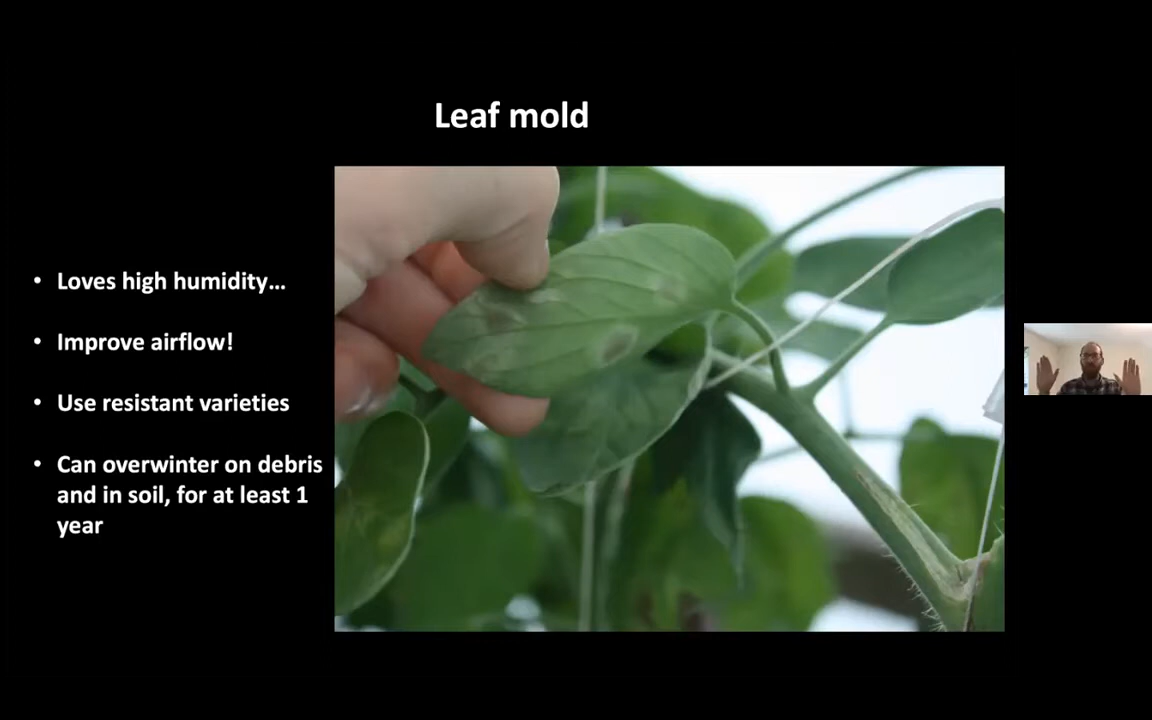 Leaf mold
• Loves high humidity...
• Improve airflow!
• Use resistant varieties
• Can overwinter on debris
and in soil, for at least 1
year